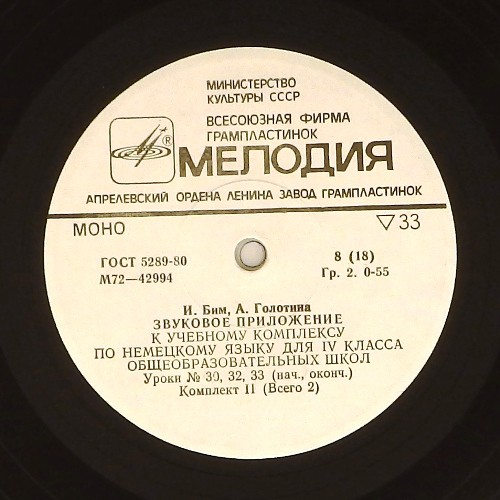 МИНИСТЕРСТВО
КУЛЬТУРЫ СССР
ВСЕСОЮЗНАЯ ФИРМА
ГРАМПЛАСТИНОК
® МЕЛОДИЯ
АПРЕЛЕВСКИЙ ОРДЕНА ЛЕНИНА ЗАВОД ГРАМПЛАСТИНОК
МОНО ▽33
ГОСТ 5289-80 8 (18)
М72—42994 Гр. 2. 0-55
И. Бим, А. Голотина
ЗВУКОВОЕ ПРИЛОЖЕНИЕ
К УЧЕБНОМУ КОМПЛЕКСУ
ПО НЕМЕЦКОМУ ЯЗЫКУ ДЛЯ IV КЛАССА
ОБЩЕОБРАЗОВАТЕЛЬНЫХ ШКОЛ
Уроки № 30, 32, 33 (нач., оконч.)
Комплект II (Всего 2)